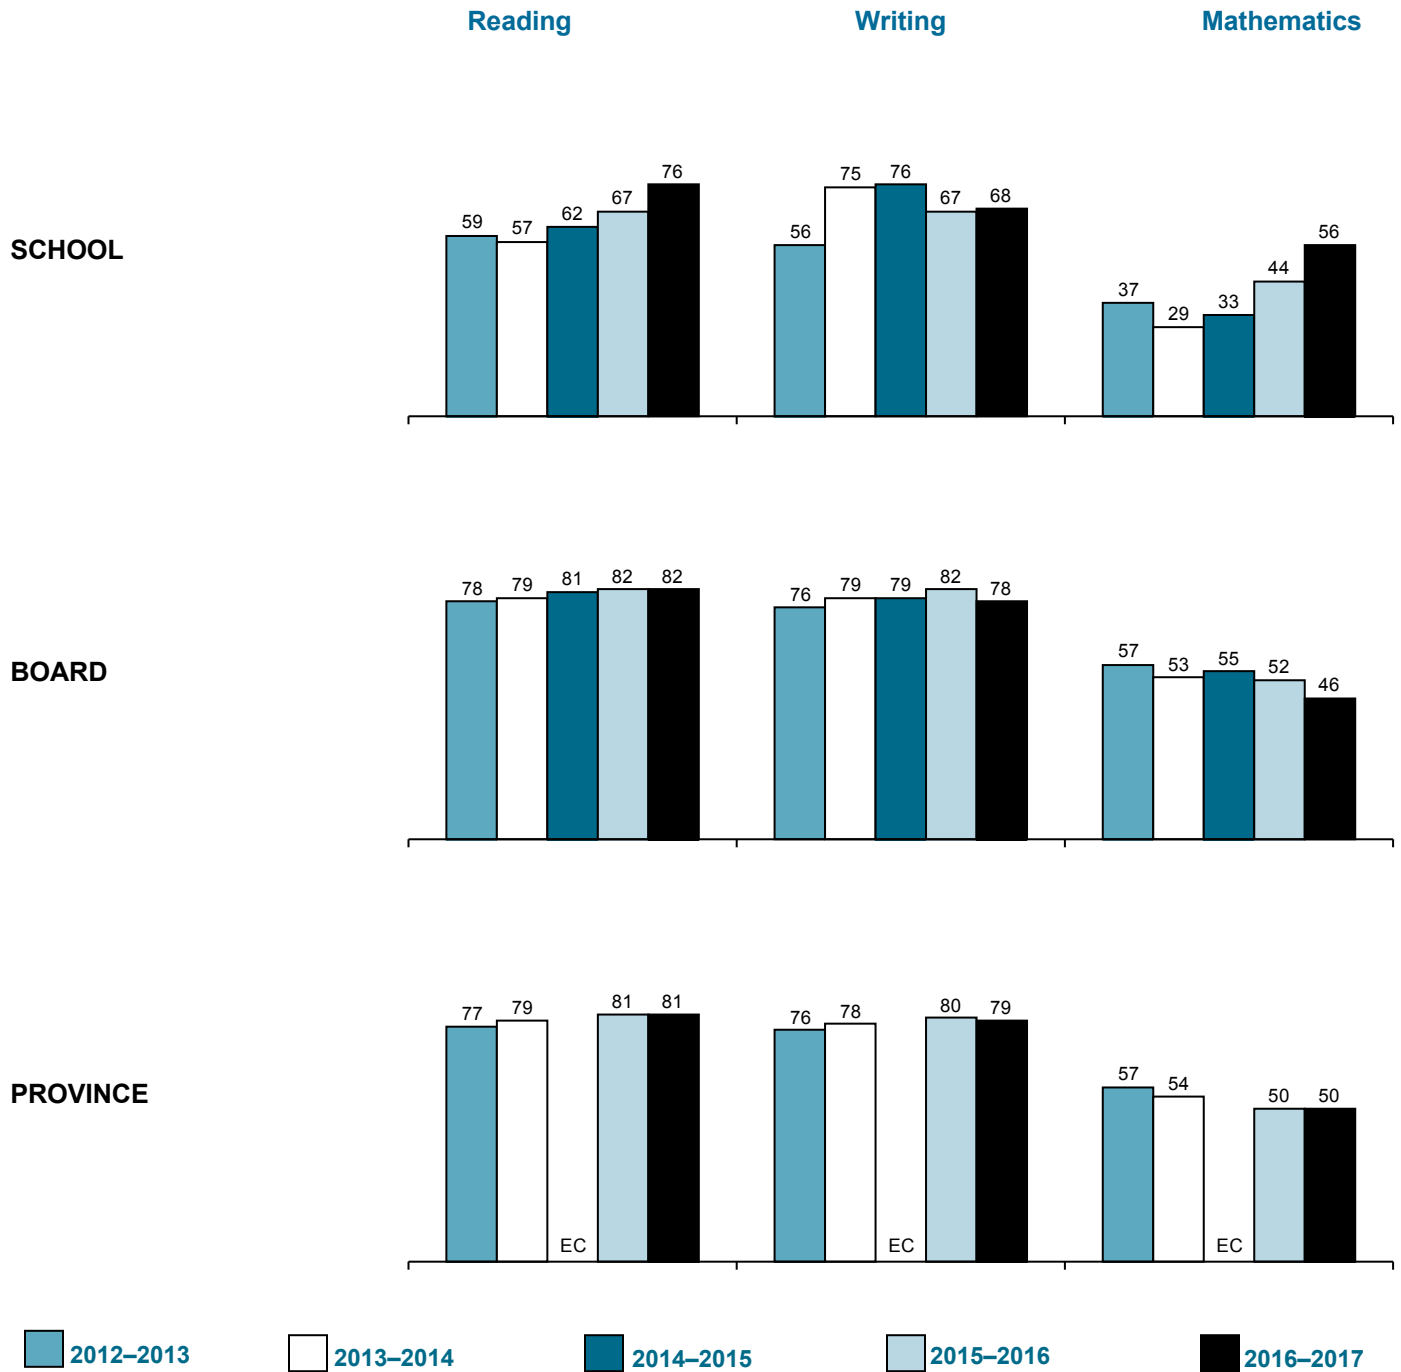 Reading Writing Mathematics
SCHOOL
59 57 62 67 76
56 75 76 67 68
37 29 33 44 56
BOARD
78 79 81 82 82
76 79 79 82 78
57 53 55 52 46
PROVINCE
77 79 EC 81 81
76 78 EC 80 79
57 54 EC 50 50
2012–2013 2013–2014 2014–2015 2015–2016 2016–2017